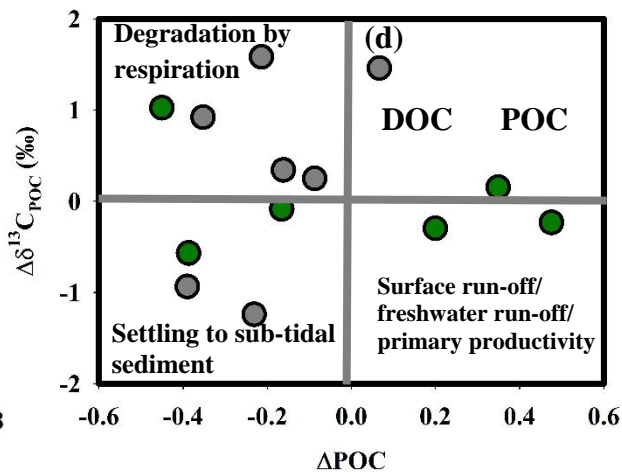 2
Degradation by
respiration
(d)
1
DOC POC
Δδ¹³C_POC (‰)
0
-1
Surface run-off/
freshwater run-off/
primary productivity
Settling to sub-tidal
sediment
-2
-0.6 -0.4 -0.2 0.0 0.2 0.4 0.6
ΔPOC